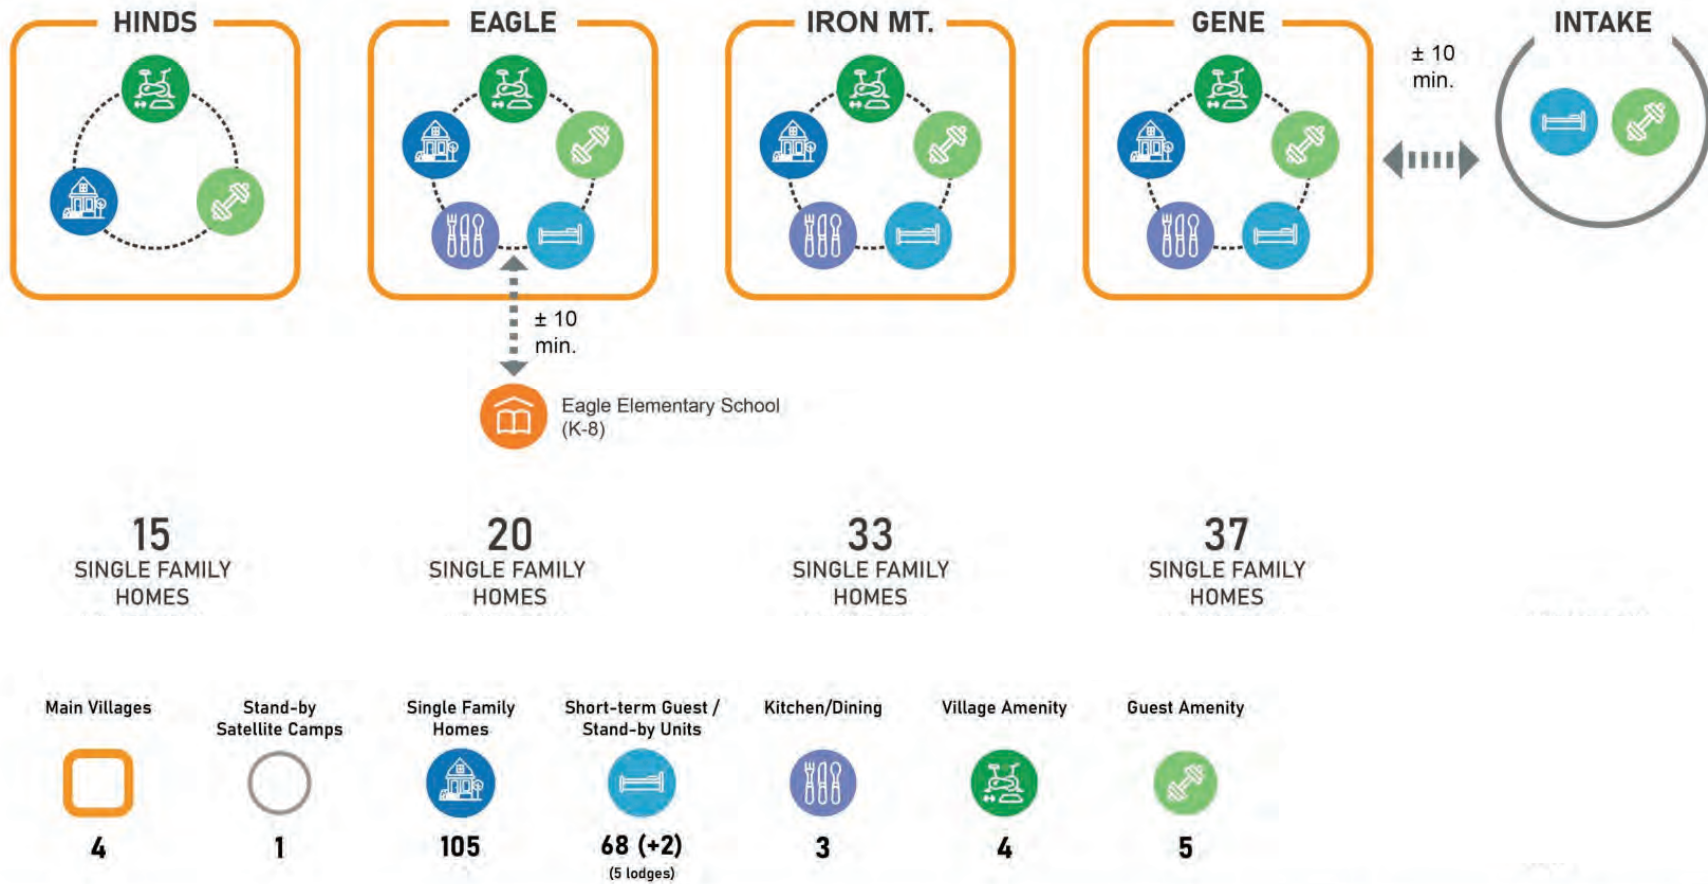 HINDS
EAGLE
IRON MT.
GENE
INTAKE
± 10
min.
± 10
min.
Eagle Elementary School
(K-8)
15
SINGLE FAMILY
HOMES
20
SINGLE FAMILY
HOMES
33
SINGLE FAMILY
HOMES
37
SINGLE FAMILY
HOMES
Main Villages
4
Stand-by
Satellite Camps
1
Single Family
Homes
105
Short-term Guest /
Stand-by Units
68 (+2)
(5 lodges)
Kitchen/Dining
3
Village Amenity
4
Guest Amenity
5